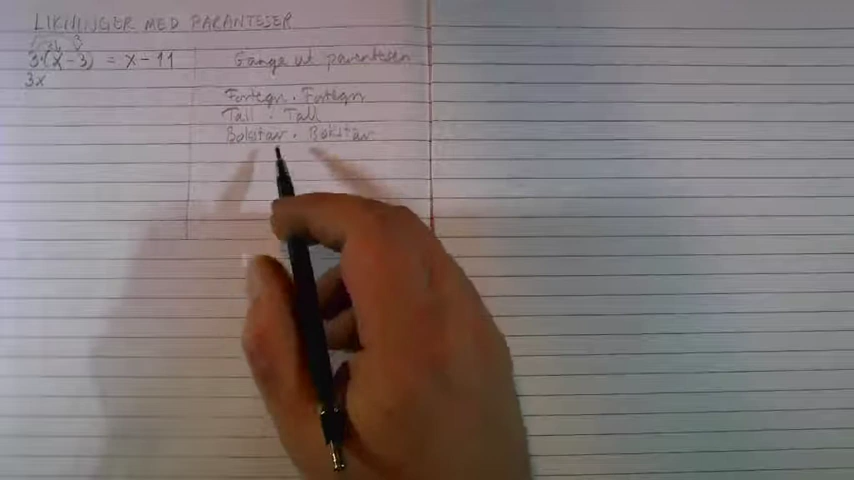 LIKNINGER MED PARANTESER
3·(x-3) = x-11 Gange ut parentesen
3x
Fortegn · Fortegn
Tall · Tall
Bokstav · Bokstav